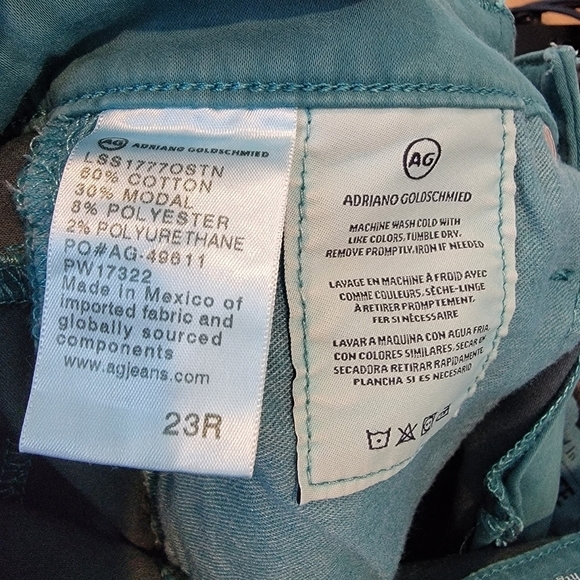 AG ADRIANO GOLDSCHMIED
LSS1777OSTN
60% COTTON
30% MODAL
8% POLYESTER
2% POLYURETHANE
PO#AG-49611
PW17322
Made in Mexico of
imported fabric and
globally sourced
components
www.agjeans.com
23R
AG
ADRIANO GOLDSCHMIED
MACHINE WASH COLD WITH
LIKE COLORS, TUMBLE DRY.
REMOVE PROMPTLY, IRON IF NEEDED
LAVAGE EN MACHINE À FROID AVEC
COMME COULEURS, SÈCHE-LINGE
À RETIRER PROMPTEMENT,
FER SI NÉCESSAIRE
LAVAR A MAQUINA CON AGUA FRIA,
CON COLORES SIMILARES, SECAR EN
SECADORA RETIRAR RAPIDAMENTE
PLANCHA SI ES NECESARIO